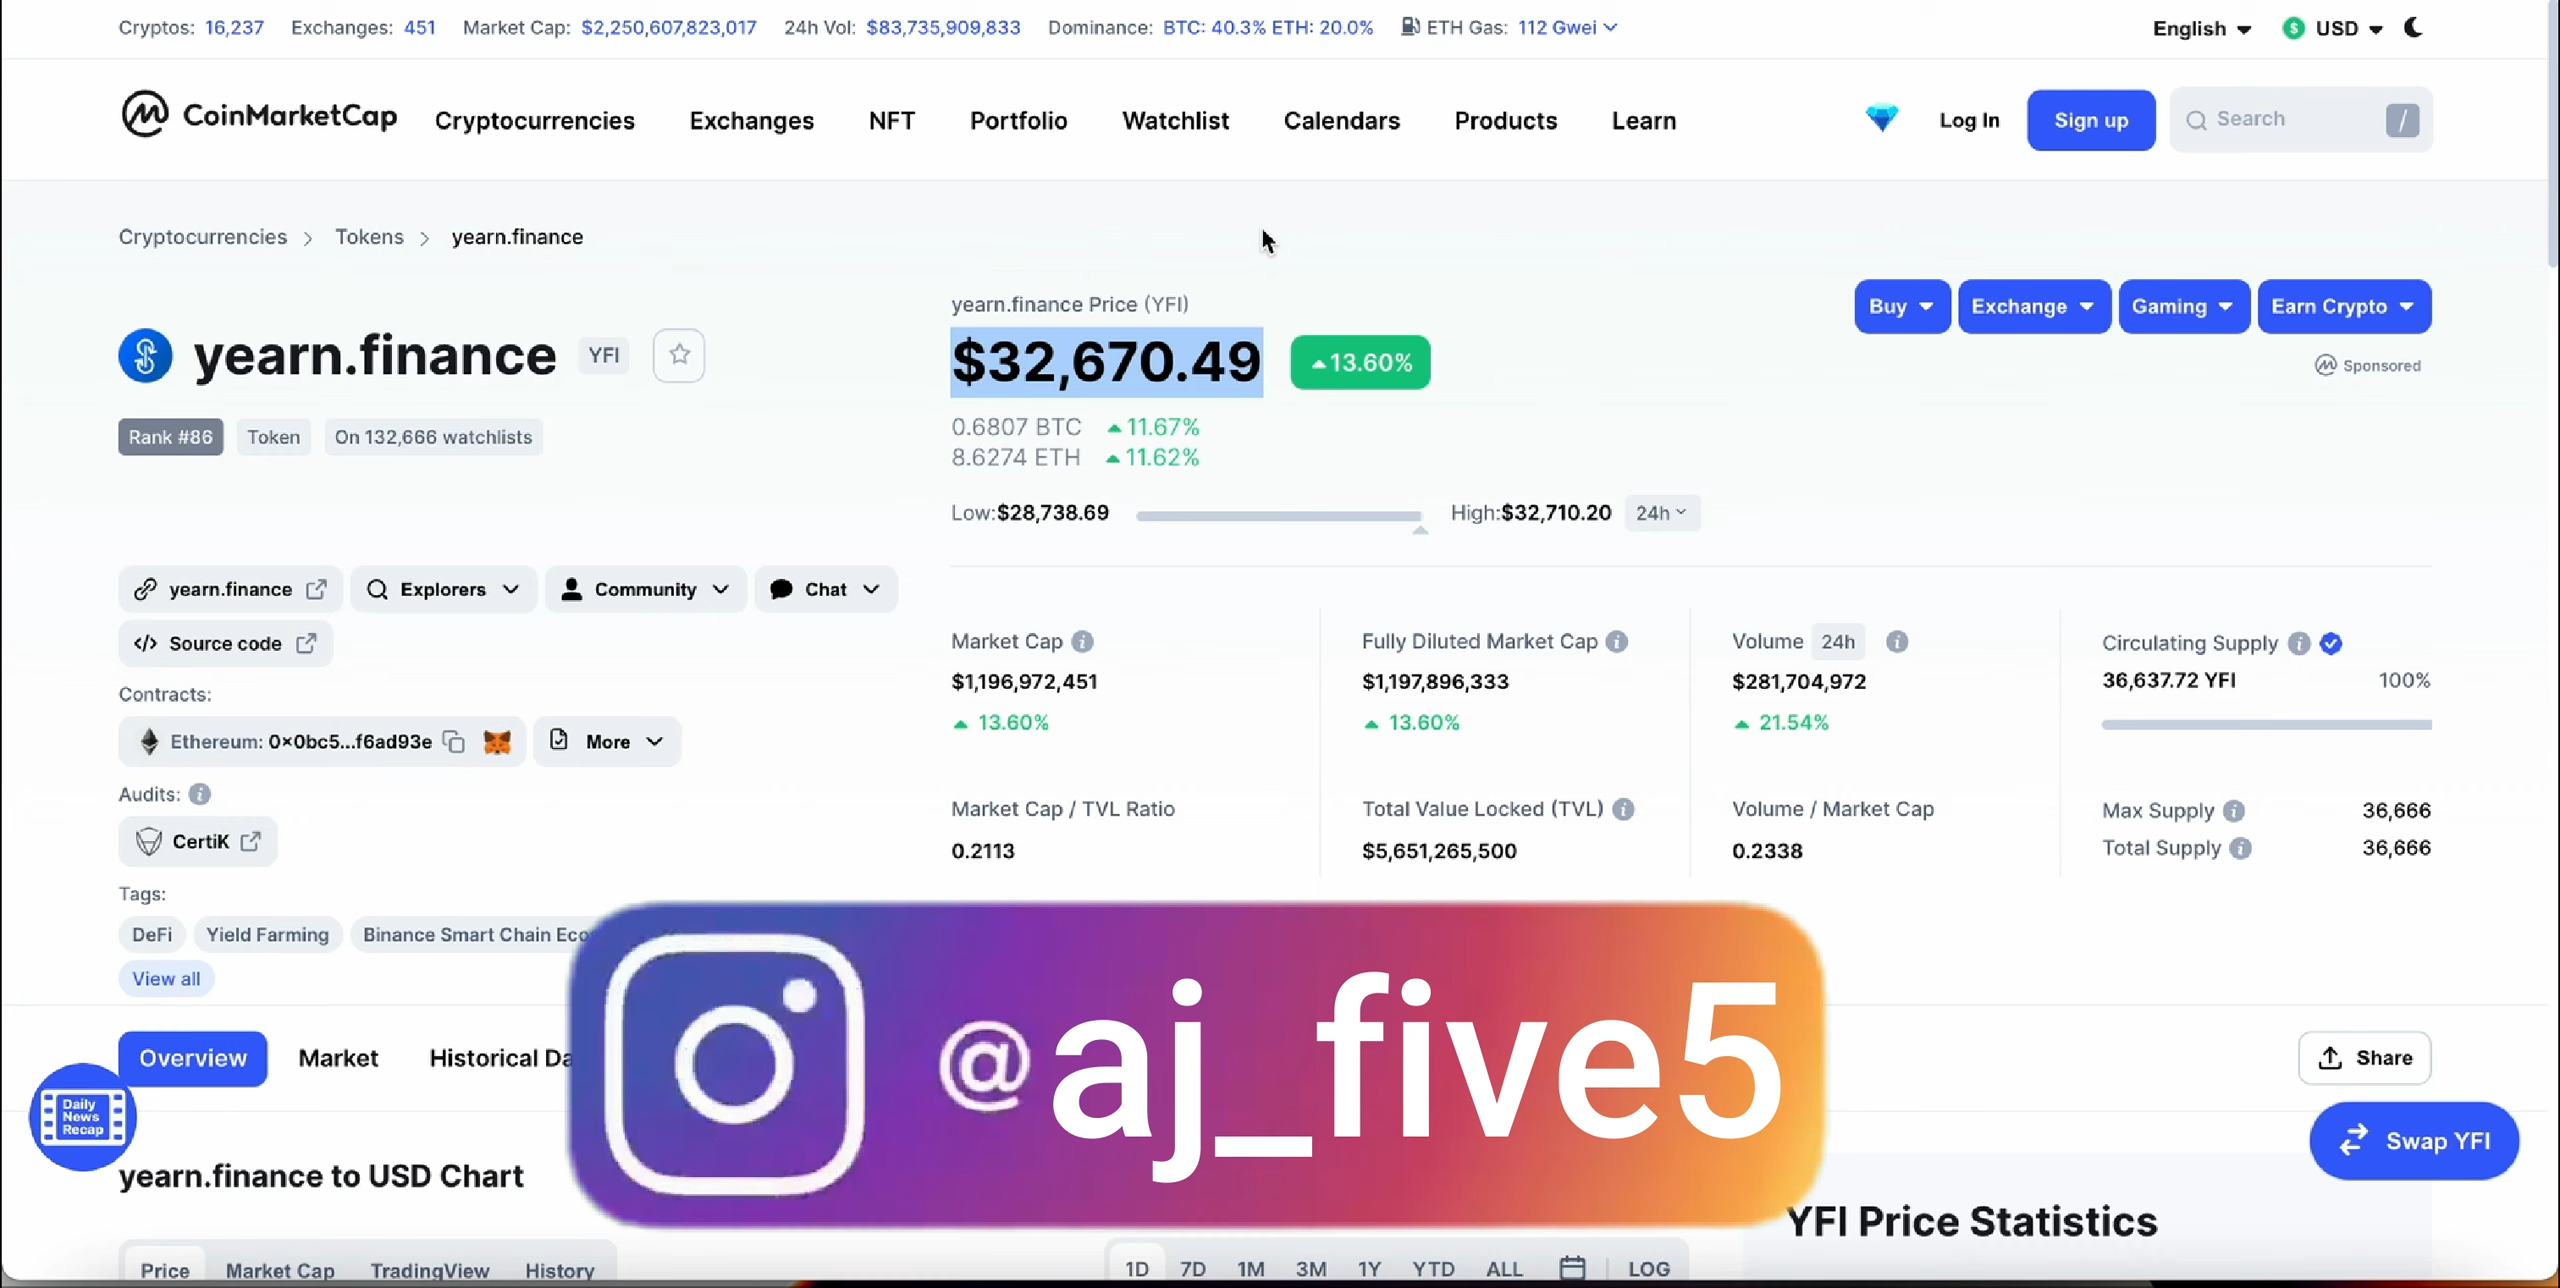 Cryptos: 16,237 Exchanges: 451 Market Cap: $2,250,607,823,017 24h Vol: $83,735,909,833 Dominance: BTC: 40.3% ETH: 20.0% ETH Gas: 112 Gwei English USD
CoinMarketCap Cryptocurrencies Exchanges NFT Portfolio Watchlist Calendars Products Learn Log In Sign up Search /
Cryptocurrencies > Tokens > yearn.finance
yearn.finance Price (YFI)
Buy Exchange Gaming Earn Crypto
yearn.finance YFI
$32,670.49 13.60%
Sponsored
Rank #86 Token On 132,666 watchlists
0.6807 BTC 11.67%
8.6274 ETH 11.62%
Low:$28,738.69 High:$32,710.20 24h
yearn.finance Explorers Community Chat
Source code
Market Cap Fully Diluted Market Cap Volume 24h Circulating Supply
$1,196,972,451 $1,197,896,333 $281,704,972 36,637.72 YFI 100%
13.60% 13.60% 21.54%
Contracts:
Ethereum: 0x0bc5...f6ad93e More
Audits:
CertiK
Market Cap / TVL Ratio Total Value Locked (TVL) Volume / Market Cap Max Supply 36,666
0.2113 $5,651,265,500 0.2338 Total Supply 36,666
Tags:
DeFi Yield Farming Binance Smart Chain Eco
View all
@aj_five5
Overview Market Historical Da
Share
Daily
News
Recap
Swap YFI
yearn.finance to USD Chart
YFI Price Statistics
Price Market Cap TradingView History 1D 7D 1M 3M 1Y YTD ALL LOG